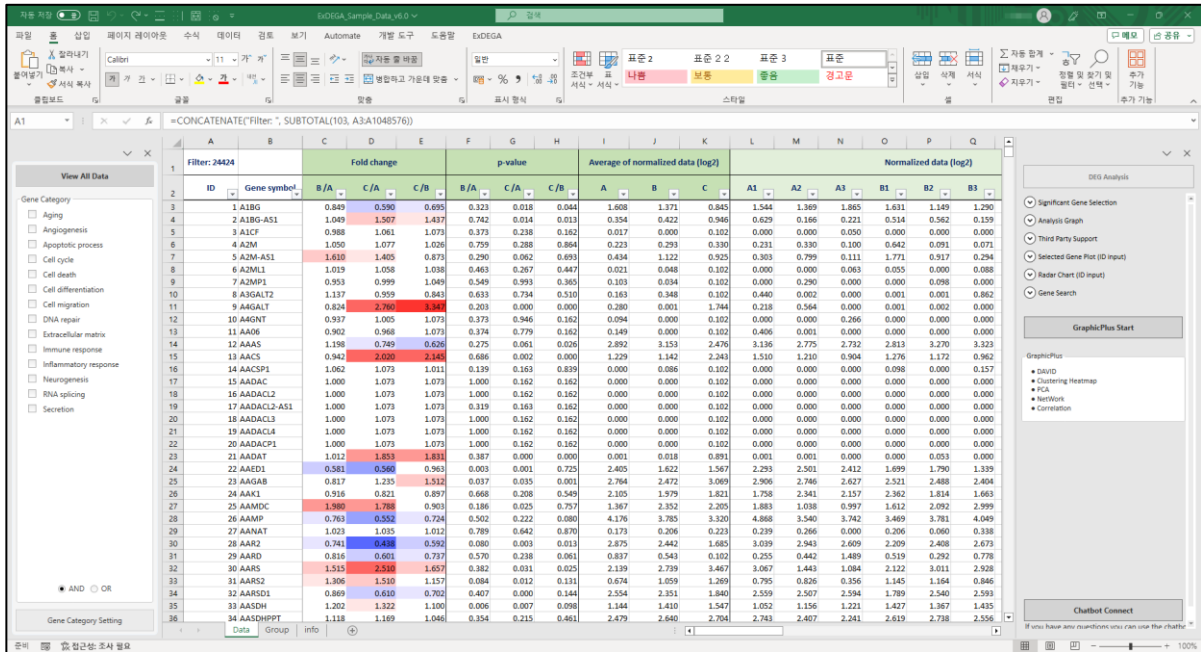 자동 저장 ExDEGA_Sample_Data_v6.0 검색
파일 홈 삽입 페이지 레이아웃 수식 데이터 검토 보기 Automate 개발 도구 도움말 ExDEGA 메모 공유
붙여넣기 잘라내기 복사 서식 복사 Calibri 11 가 가 가 자동 줄 바꿈 병합하고 가운데 맞춤 일반 조건부 서식 표 서식 표준 2 표준 2 2 표준 3 표준 나쁨 보통 좋음 경고문 삽입 삭제 서식 자동 합계 채우기 지우기 정렬 및 필터 찾기 및 선택 추가 기능
클립보드 글꼴 맞춤 표시 형식 스타일 셀 편집 추가 기능
A1 =CONCATENATE("Filter: ", SUBTOTAL(103, A3:A1048576))
View All Data
Gene Category
Aging
Angiogenesis
Apoptotic process
Cell cycle
Cell death
Cell differentiation
Cell migration
DNA repair
Extracellular matrix
Immune response
Inflammatory response
Neurogenesis
RNA splicing
Secretion
AND OR
Gene Category Setting
A B C D E F G H I J K L M N O P Q
1 Filter: 24424 Fold change p-value Average of normalized data (log2) Normalized data (log2)
2 ID Gene symbol B/A C/A C/B B/A C/A C/B A B C A1 A2 A3 B1 B2 B3
3 1 A1BG 0.849 0.590 0.695 0.323 0.018 0.044 1.608 1.371 0.845 1.544 1.369 1.865 1.631 1.149 1.290
4 2 A1BG-AS1 1.049 1.507 1.437 0.742 0.014 0.013 0.354 0.422 0.946 0.629 0.166 0.221 0.514 0.562 0.159
5 3 A1CF 0.988 1.061 1.073 0.373 0.238 0.162 0.017 0.000 0.102 0.000 0.000 0.050 0.000 0.000 0.000
6 4 A2M 1.050 1.077 1.026 0.759 0.288 0.864 0.223 0.293 0.330 0.231 0.330 0.100 0.642 0.091 0.071
7 5 A2M-AS1 1.610 1.405 0.873 0.290 0.062 0.693 0.434 1.122 0.925 0.303 0.799 0.111 1.771 0.917 0.294
8 6 A2ML1 1.019 1.058 1.038 0.463 0.267 0.447 0.021 0.048 0.102 0.000 0.000 0.063 0.055 0.000 0.088
9 7 A2MP1 0.953 0.999 1.049 0.549 0.993 0.365 0.103 0.034 0.102 0.000 0.290 0.000 0.000 0.098 0.000
10 8 A3GALT2 1.137 0.959 0.843 0.633 0.734 0.510 0.163 0.348 0.102 0.440 0.002 0.000 0.001 0.001 0.862
11 9 A4GALT 0.824 2.760 3.347 0.203 0.000 0.000 0.280 0.001 1.744 0.218 0.564 0.000 0.001 0.002 0.000
12 10 A4GNT 0.937 1.005 1.073 0.373 0.946 0.162 0.094 0.000 0.102 0.000 0.000 0.266 0.000 0.000 0.000
13 11 AA06 0.902 0.968 1.073 0.374 0.779 0.162 0.149 0.000 0.102 0.406 0.001 0.000 0.000 0.000 0.000
14 12 AAAS 1.198 0.749 0.626 0.275 0.061 0.026 2.892 3.153 2.476 3.136 2.775 2.732 2.813 3.270 3.323
15 13 AACS 0.942 2.020 2.145 0.686 0.002 0.000 1.229 1.142 2.243 1.510 1.210 0.904 1.276 1.172 0.962
16 14 AACSP1 1.062 1.073 1.011 0.139 0.163 0.839 0.000 0.086 0.102 0.000 0.000 0.000 0.098 0.000 0.157
17 15 AADAC 1.000 1.073 1.073 1.000 0.162 0.162 0.000 0.000 0.102 0.000 0.000 0.000 0.000 0.000 0.000
18 16 AADACL2 1.000 1.073 1.073 1.000 0.162 0.162 0.000 0.000 0.102 0.000 0.000 0.000 0.000 0.000 0.000
19 17 AADACL2-AS1 1.000 1.073 1.073 0.319 0.163 0.162 0.000 0.000 0.102 0.000 0.000 0.000 0.000 0.000 0.000
20 18 AADACL3 1.000 1.073 1.073 1.000 0.162 0.162 0.000 0.000 0.102 0.000 0.000 0.000 0.000 0.000 0.000
21 19 AADACL4 1.000 1.073 1.073 1.000 0.162 0.162 0.000 0.000 0.102 0.000 0.000 0.000 0.000 0.000 0.000
22 20 AADACP1 1.000 1.073 1.073 1.000 0.162 0.162 0.000 0.000 0.102 0.000 0.000 0.000 0.000 0.000 0.000
23 21 AADAT 1.012 1.853 1.831 0.387 0.000 0.000 0.001 0.018 0.891 0.001 0.001 0.000 0.000 0.053 0.000
24 22 AAED1 0.581 0.560 0.963 0.003 0.001 0.725 2.405 1.622 1.567 2.293 2.501 2.412 1.699 1.790 1.339
25 23 AAGAB 0.817 1.235 1.512 0.037 0.035 0.001 2.764 2.472 3.069 2.906 2.746 2.627 2.521 2.488 2.404
26 24 AAK1 0.916 0.821 0.897 0.668 0.208 0.549 2.105 1.979 1.821 1.758 2.341 2.157 2.362 1.814 1.663
27 25 AAMDC 1.980 1.788 0.903 0.186 0.025 0.757 1.367 2.352 2.205 1.883 1.038 0.997 1.612 2.092 2.999
28 26 AAMP 0.763 0.552 0.724 0.502 0.222 0.080 4.176 3.785 3.320 4.868 3.540 3.742 3.469 3.781 4.049
29 27 AANAT 1.023 1.035 1.012 0.789 0.642 0.870 0.173 0.206 0.223 0.239 0.266 0.000 0.206 0.060 0.338
30 28 AAR2 0.741 0.438 0.592 0.080 0.003 0.013 2.875 2.442 1.685 3.039 2.943 2.609 2.209 2.408 2.673
31 29 AARD 0.816 0.601 0.737 0.570 0.238 0.061 0.837 0.543 0.102 0.255 0.442 1.489 0.519 0.292 0.778
32 30 AARS 1.515 2.510 1.657 0.382 0.031 0.025 2.139 2.739 3.467 3.067 1.443 1.084 2.122 3.011 2.928
33 31 AARS2 1.306 1.510 1.157 0.084 0.012 0.131 0.674 1.059 1.269 0.795 0.826 0.356 1.145 1.164 0.846
34 32 AARSD1 0.869 0.610 0.702 0.407 0.000 0.144 2.554 2.351 1.840 2.559 2.507 2.594 1.789 2.540 2.593
35 33 AASDH 1.202 1.322 1.100 0.006 0.007 0.098 1.144 1.410 1.547 1.052 1.156 1.221 1.427 1.367 1.435
36 34 AASDHPPT 1.118 1.169 1.046 0.354 0.215 0.461 2.479 2.640 2.704 2.743 2.407 2.241 2.619 2.738 2.556
DEG Analysis
Significant Gene Selection
Analysis Graph
Third Party Support
Selected Gene Plot (ID input)
Radar Chart (ID input)
Gene Search
GraphicPlus Start
GraphicPlus
DAVID
Clustering Heatmap
PCA
NetWork
Correlation
Chatbot Connect
If you have any questions you can use the chatbo
Data Group info
준비 접근성: 조사 필요 100%